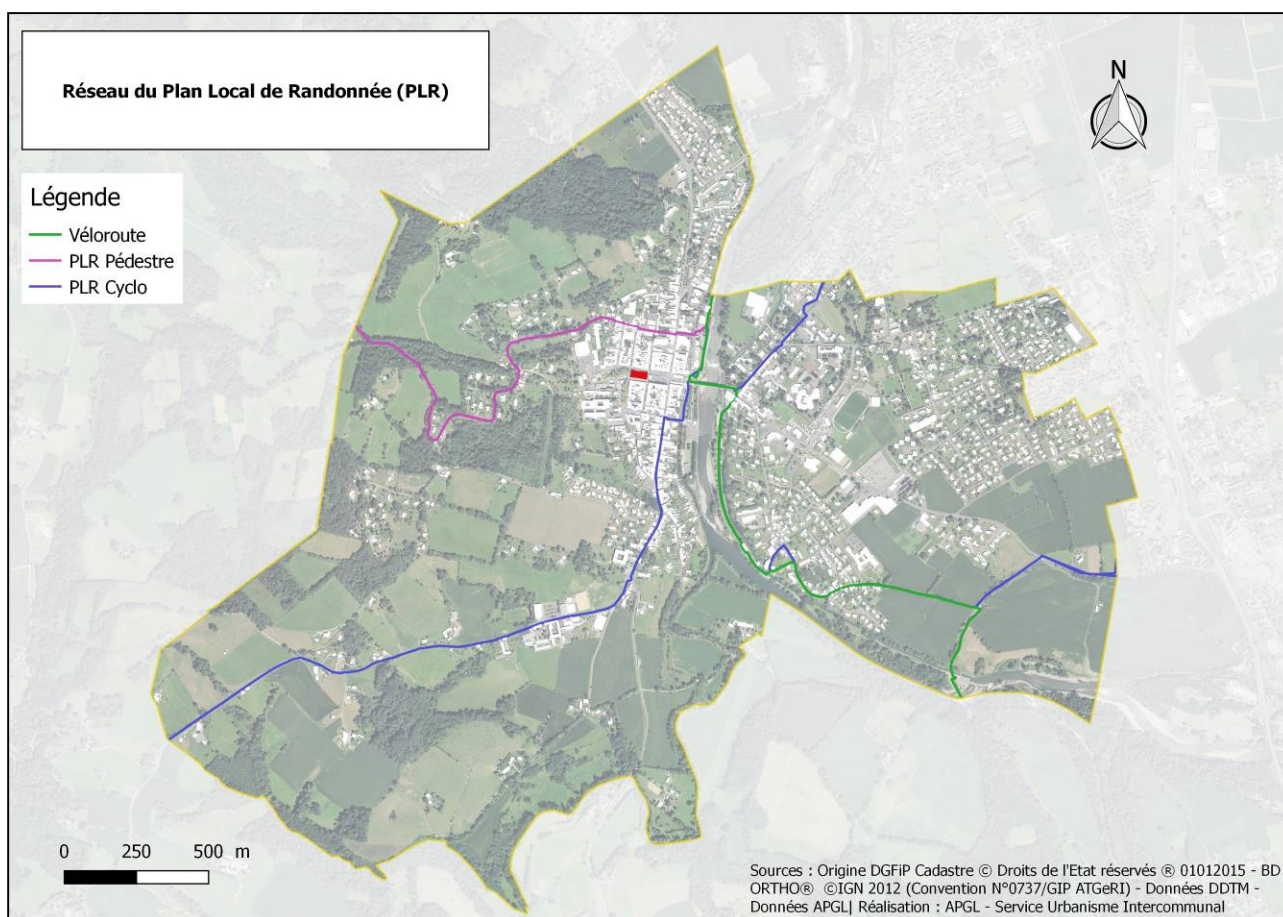 Réseau du Plan Local de Randonnée (PLR)
N
Légende
Véloroute
PLR Pédestre
PLR Cyclo
0 250 500 m
Sources : Origine DGFiP Cadastre © Droits de l'Etat réservés ® 01012015 - BD
ORTHO® ©IGN 2012 (Convention N°0737/GIP ATGeRI) - Données DDTM -
Données APGL| Réalisation : APGL - Service Urbanisme Intercommunal